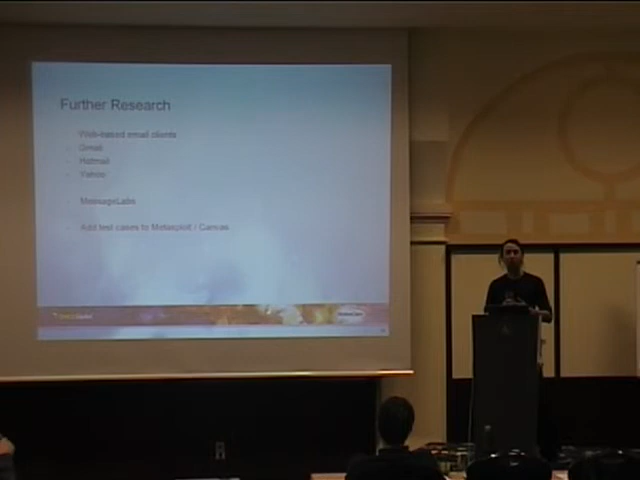 Further Research
- Web-based email clients
- Gmail
- Hotmail
- Yahoo
- MessageLabs
- Add test cases to Metasploit / Canvas